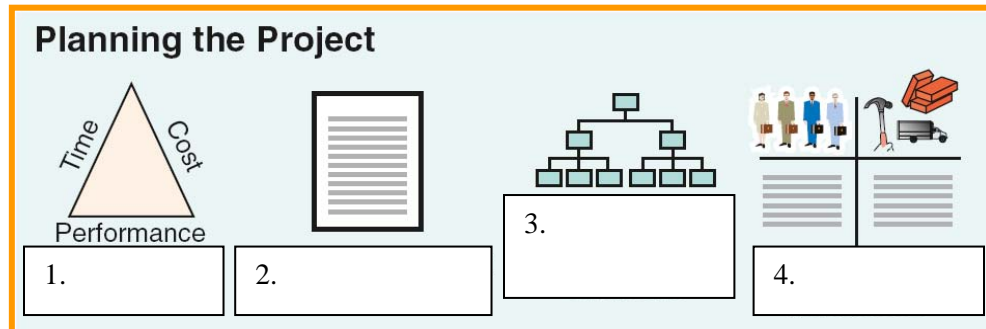 Planning the Project
Time
Cost
Performance
1.
2.
3.
4.